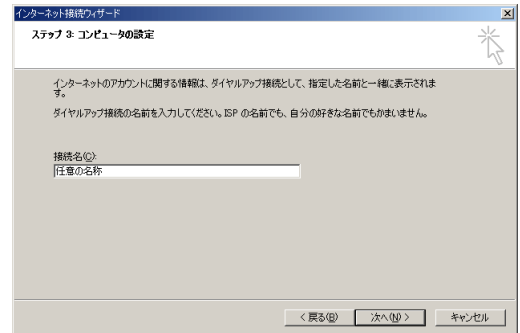 インターネット接続ウィザード
ステップ 3: コンピュータの設定
インターネットのアカウントに関する情報は、ダイヤルアップ接続として、指定した名前と一緒に表示されま
す。
ダイヤルアップ接続の名前を入力してください。ISP の名前でも、自分の好きな名前でもかまいません。
接続名(C):
任意の名称
< 戻る(B)
次へ(N) >
キャンセル